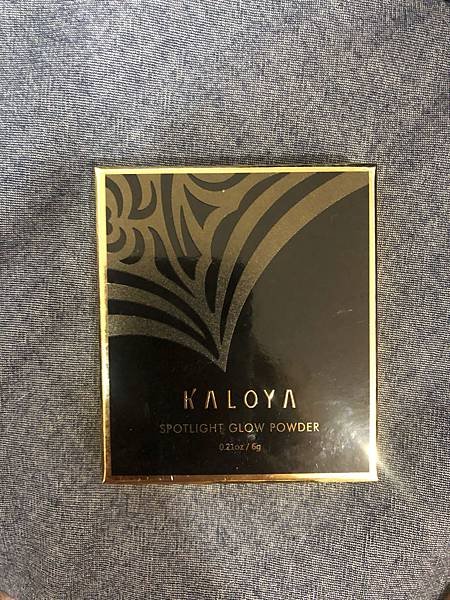 KALOYA
SPOTLIGHT GLOW POWDER
0.21oz / 6g